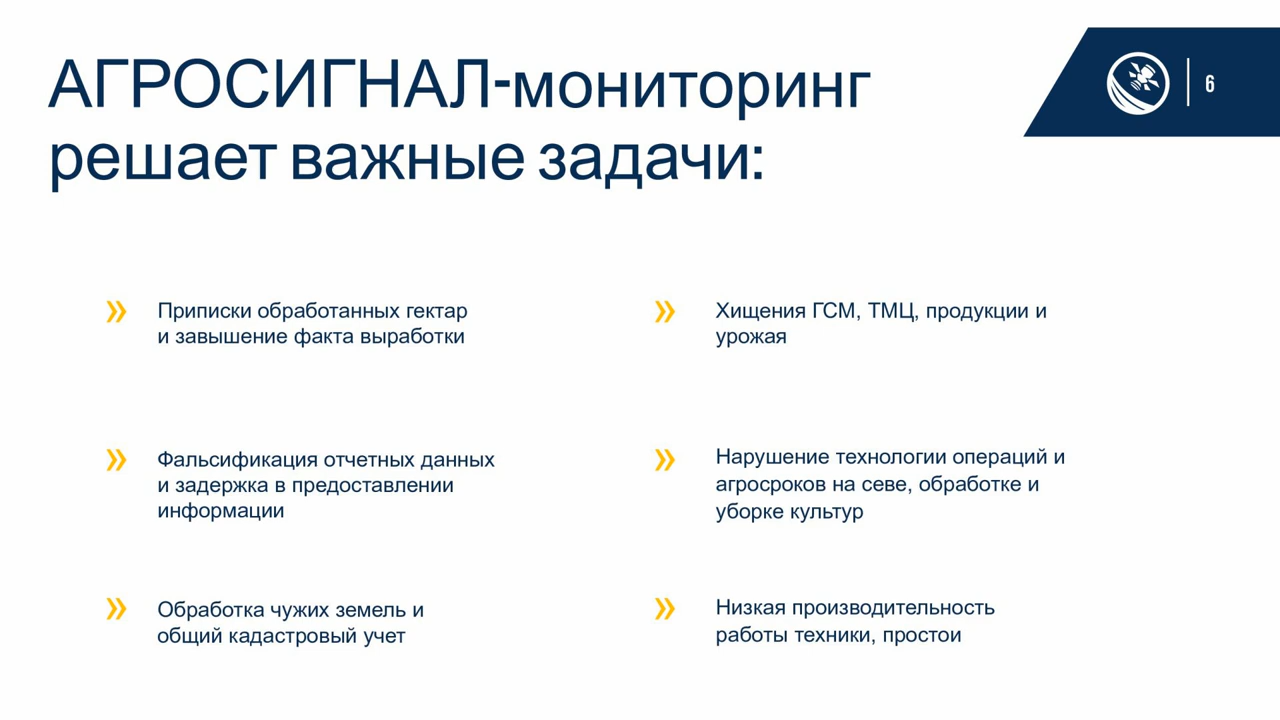 АГРОСИГНАЛ-мониторинг
решает важные задачи:
6
Приписки обработанных гектар
и завышение факта выработки
Фальсификация отчетных данных
и задержка в предоставлении
информации
Обработка чужих земель и
общий кадастровый учет
Хищения ГСМ, ТМЦ, продукции и
урожая
Нарушение технологии операций и
агросроков на севе, обработке и
уборке культур
Низкая производительность
работы техники, простои